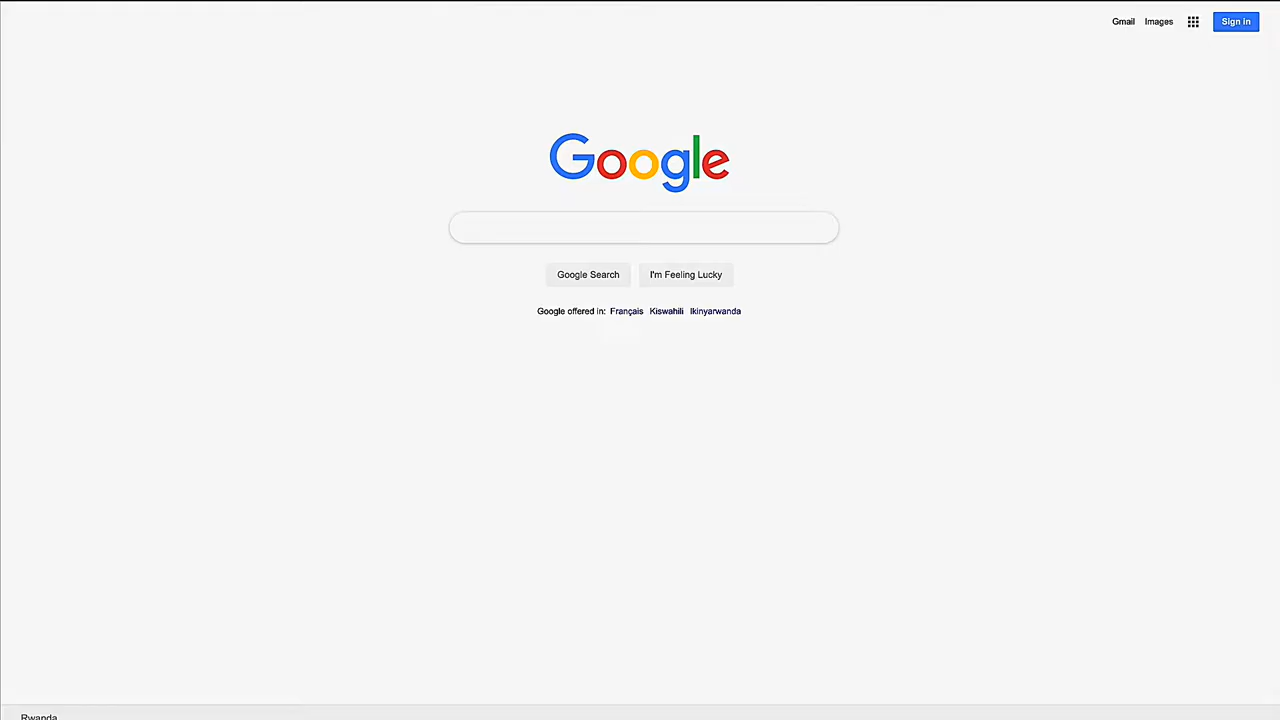 Gmail Images Sign in
Google
Google Search I'm Feeling Lucky
Google offered in: Français Kiswahili Ikinyarwanda
Rwanda